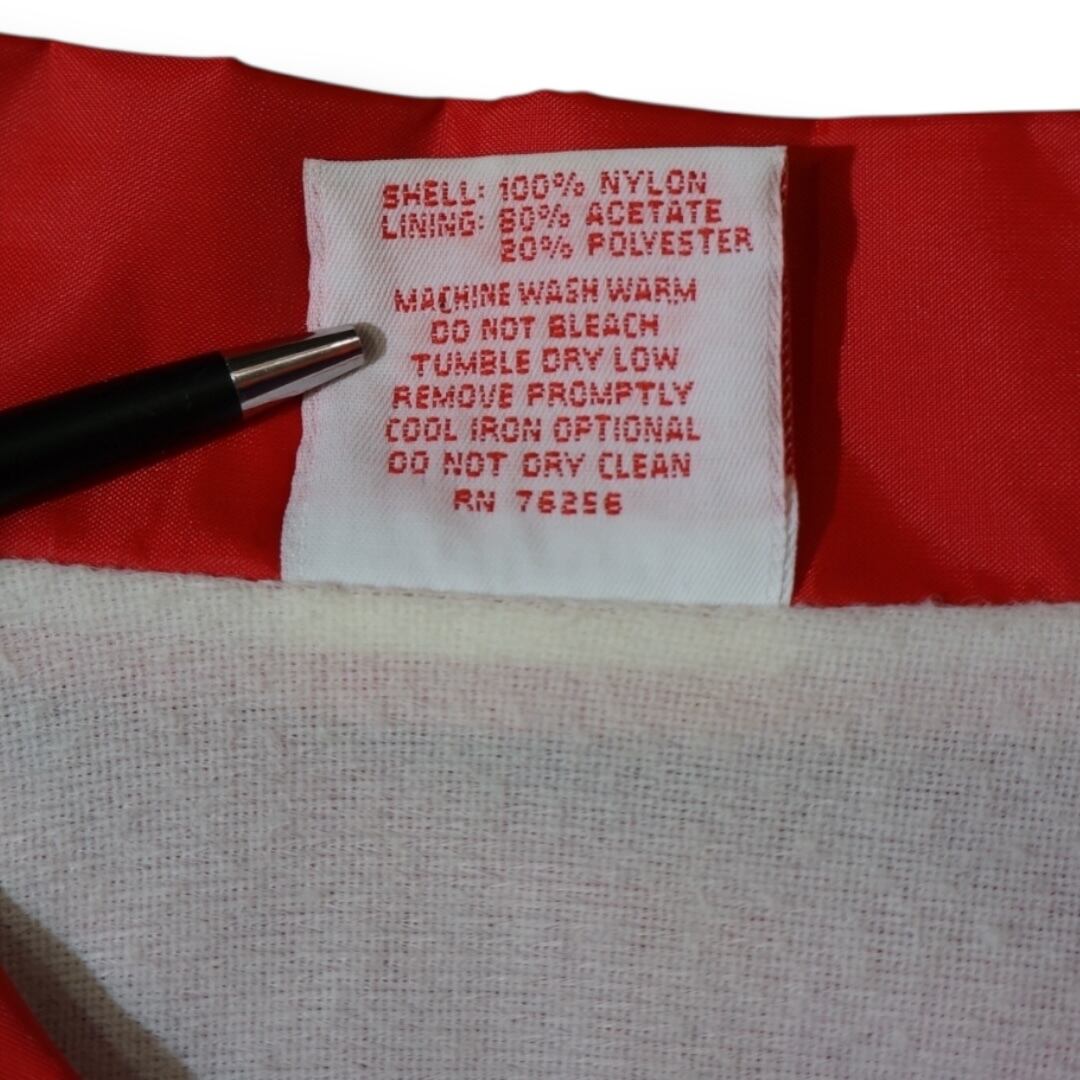 SHELL: 100% NYLON
LINING: 80% ACETATE
20% POLYESTER
MACHINE WASH WARM
DO NOT BLEACH
TUMBLE DRY LOW
REMOVE PROMPTLY
COOL IRON OPTIONAL
DO NOT DRY CLEAN
RN 76256